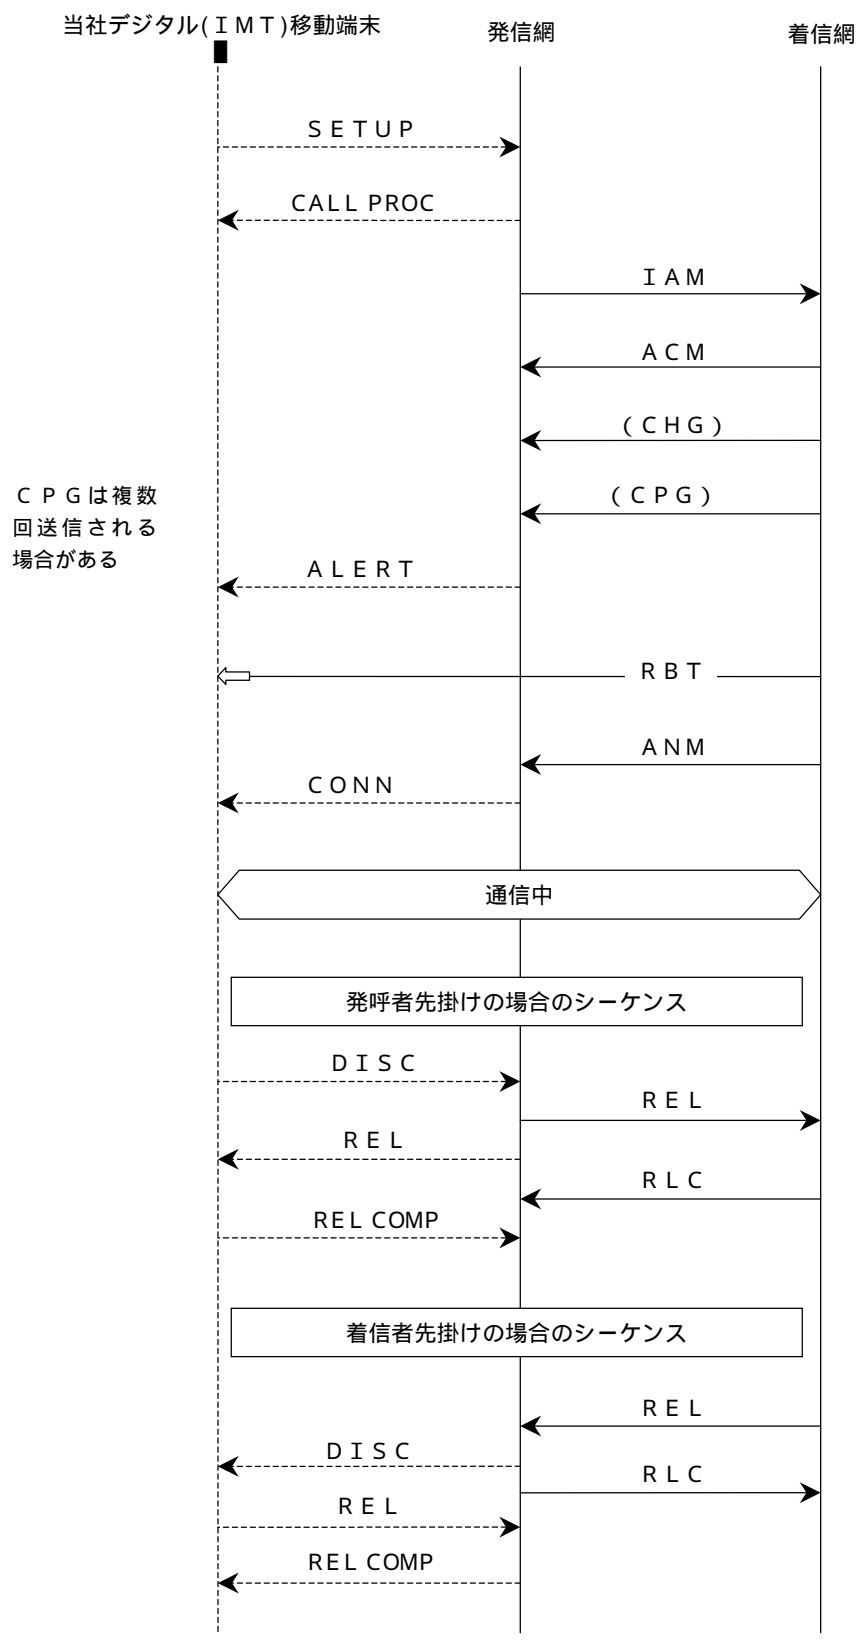 当社デジタル(ＩＭＴ)移動端末
発信網
着信網
ＳＥＴＵＰ
CALL PROC
ＩＡＭ
ＡＣＭ
（ＣＨＧ）
（ＣＰＧ）
ＣＰＧは複数
回送信される
場合がある
ＡＬＥＲＴ
ＲＢＴ
ＡＮＭ
ＣＯＮＮ
通信中
発呼者先掛けの場合のシーケンス
ＤＩＳＣ
ＲＥＬ
ＲＥＬ
ＲＬＣ
REL COMP
着信者先掛けの場合のシーケンス
ＲＥＬ
ＤＩＳＣ
ＲＬＣ
ＲＥＬ
REL COMP